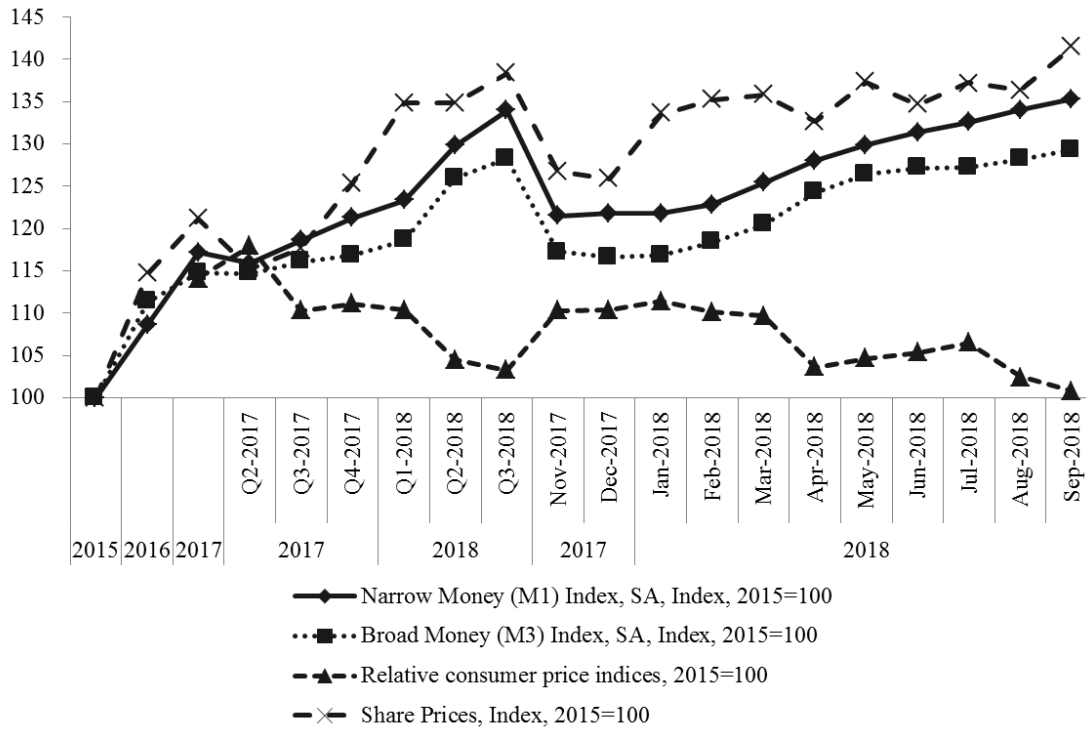 145
140
135
130
125
120
115
110
105
100
Q2-2017
Q3-2017
Q4-2017
Q1-2018
Q2-2018
Q3-2018
Nov-2017
Dec-2017
Jan-2018
Feb-2018
Mar-2018
Apr-2018
May-2018
Jun-2018
Jul-2018
Aug-2018
Sep-2018
2015 2016 2017 2017 2018 2017 2018
Narrow Money (M1) Index, SA, Index, 2015=100
Broad Money (M3) Index, SA, Index, 2015=100
Relative consumer price indices, 2015=100
Share Prices, Index, 2015=100